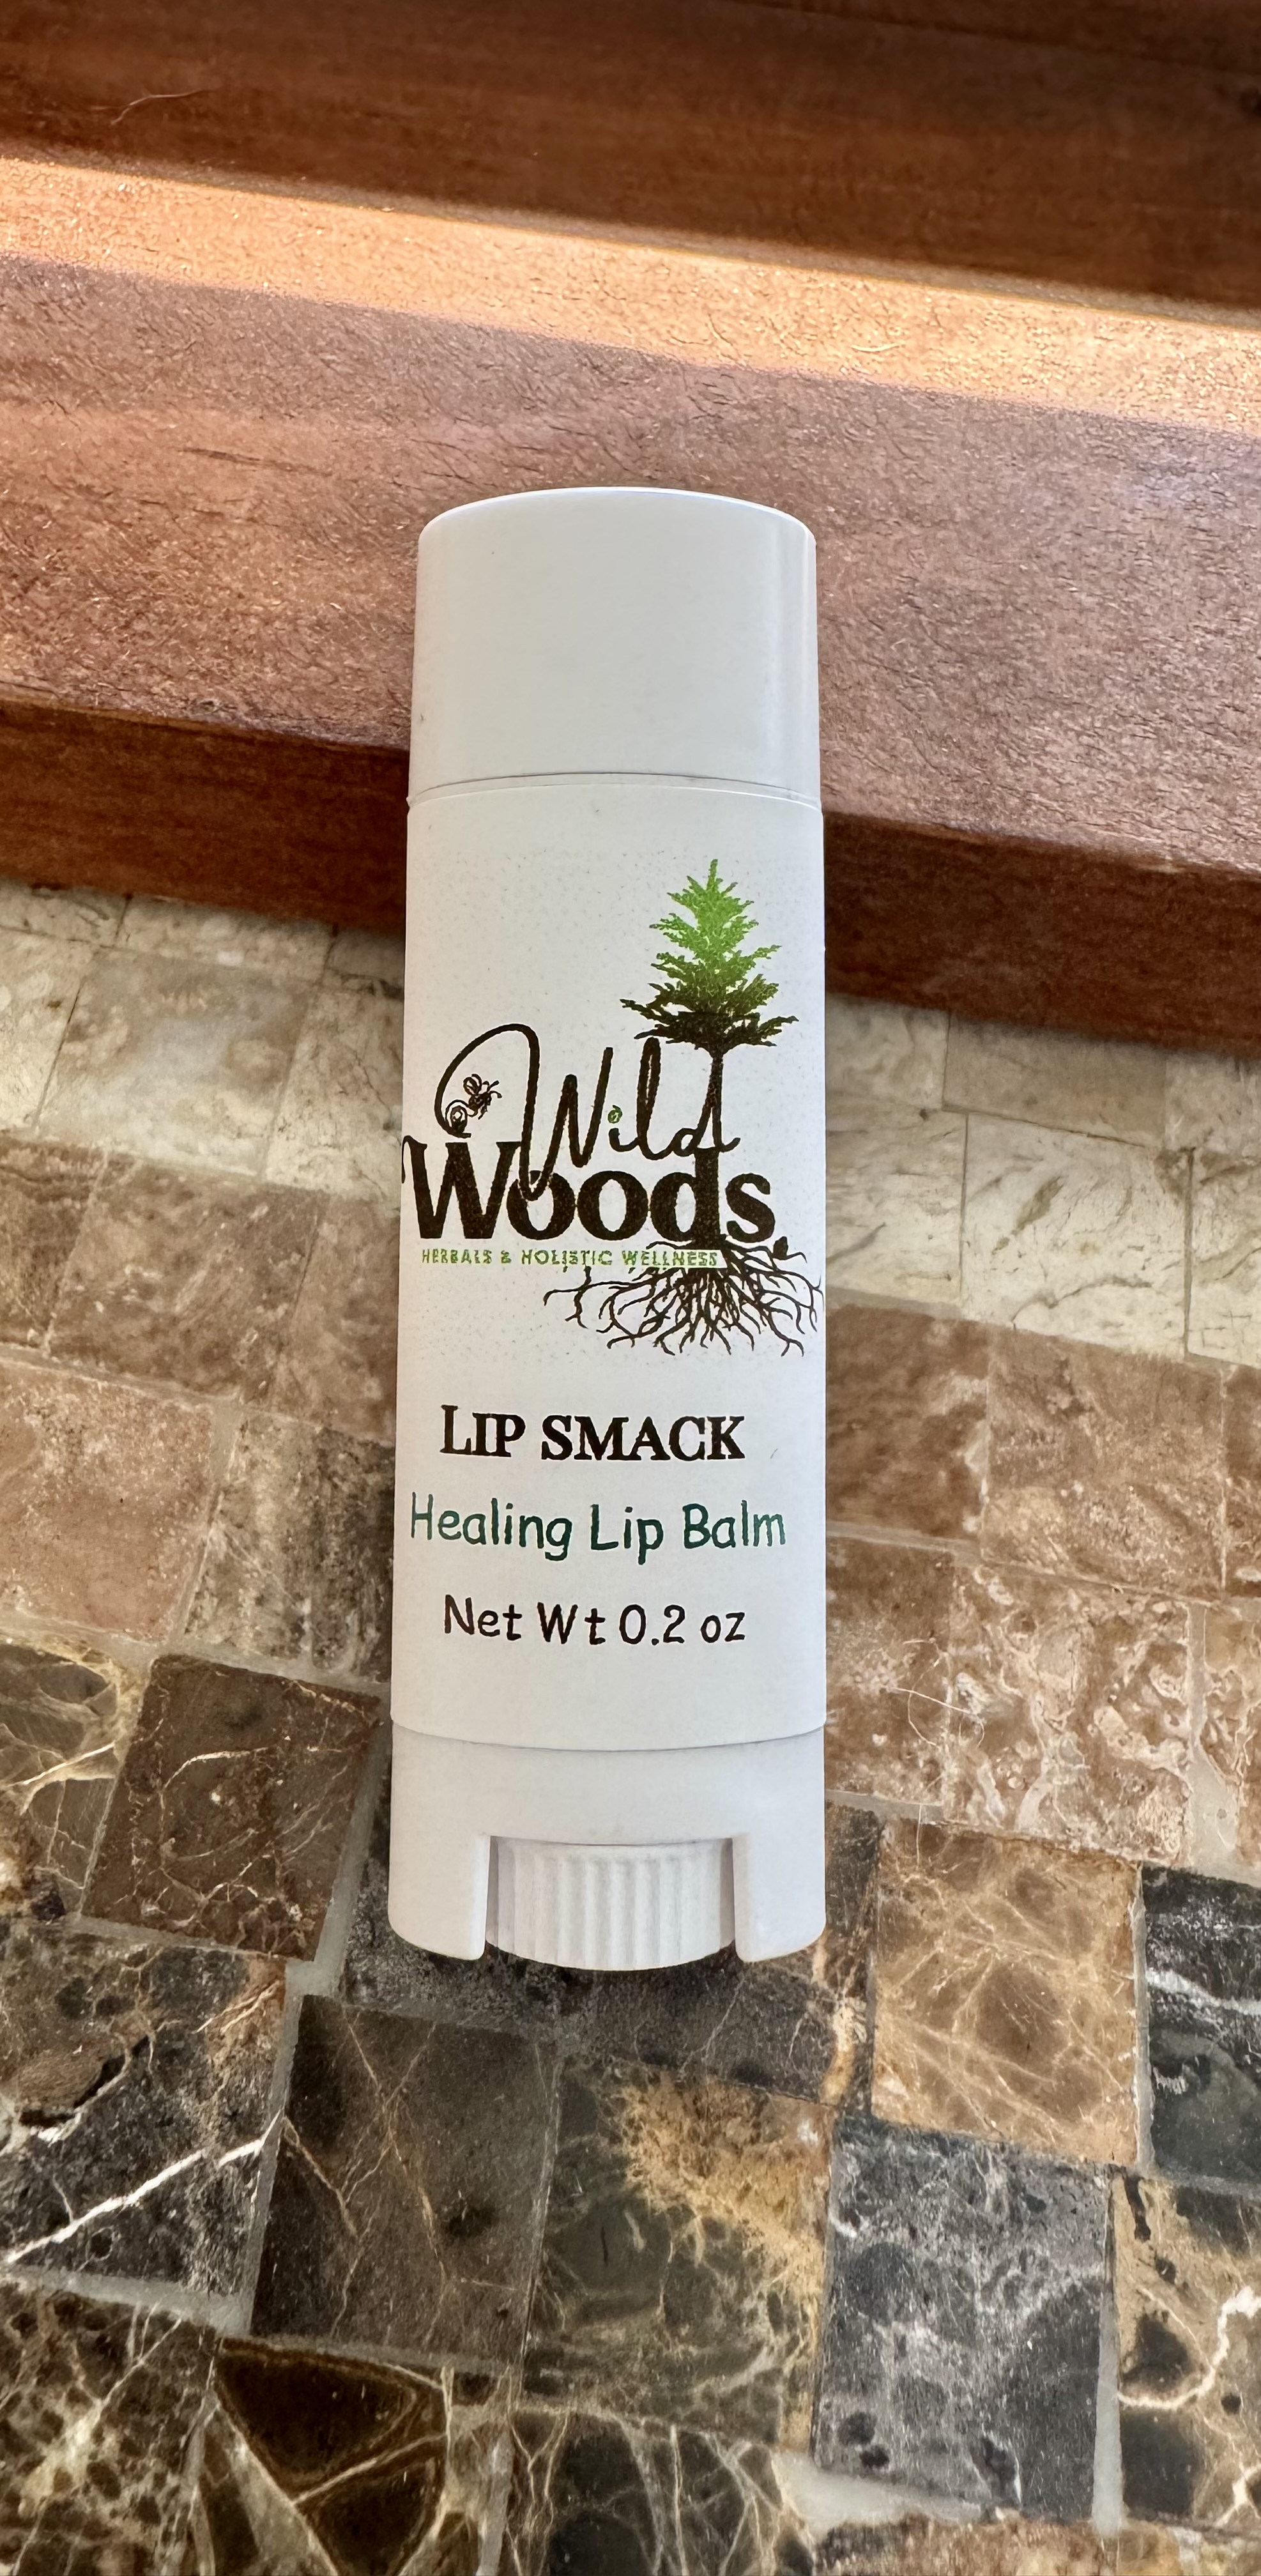 Wild
Woods
HERBALS & HOLISTIC WELLNESS
LIP SMACK
Healing Lip Balm
Net Wt 0.2 oz